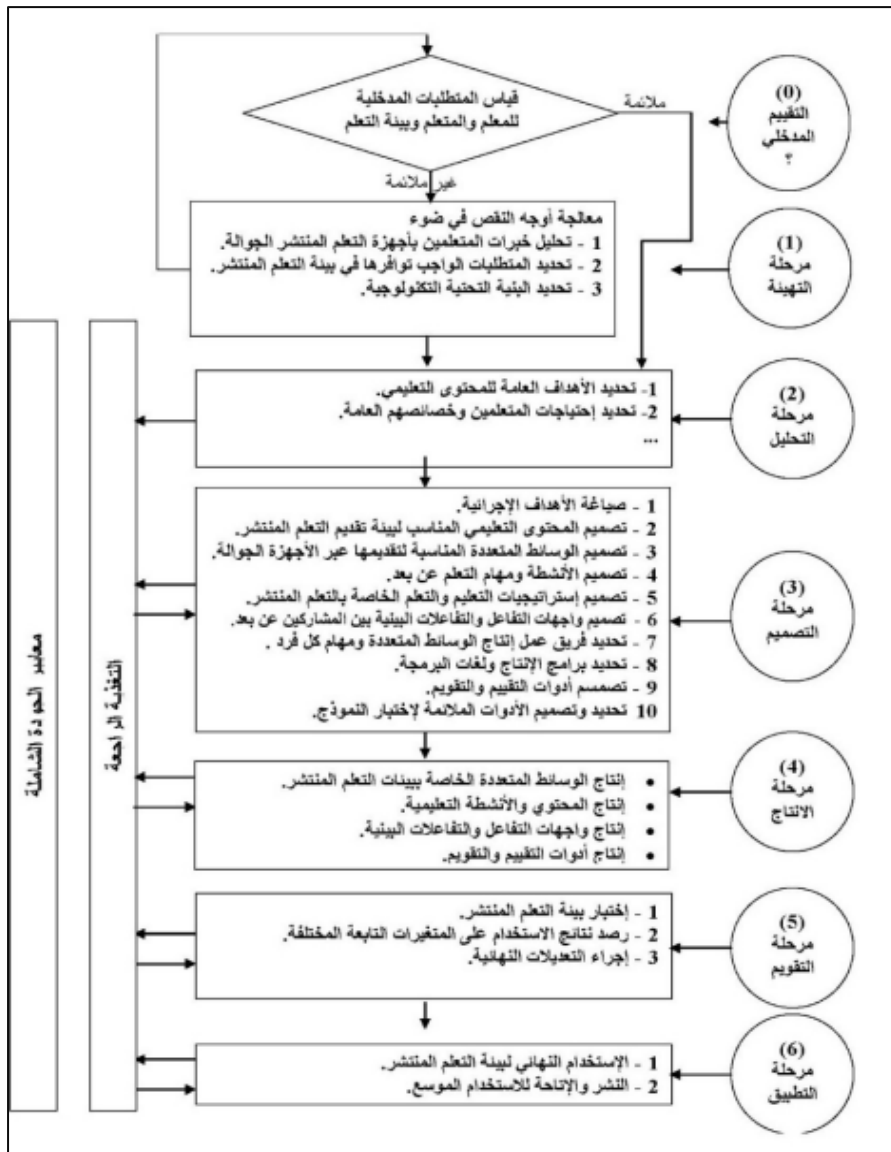 قياس المتطلبات المدخلية
للمعلم والمتعلم وبيئة التعلم
ملائمة
غير ملائمة
(0)
التقييم
المدخلي
؟
معالجة أوجه النقص في ضوء
1 - تحليل خبرات المتعلمين بأجهزة التعلم المنتشر الجوالة.
2 - تحديد المتطلبات الواجب توافرها في بيئة التعلم المنتشر.
3 - تحديد البنية التحتية التكنولوجية.
(1)
مرحلة
التهيئة
1- تحديد الأهداف العامة للمحتوى التعليمي.
2- تحديد إحتياجات المتعلمين وخصائصهم العامة.
...
(2)
مرحلة
التحليل
1 - صياغة الأهداف الإجرائية.
2 - تصميم المحتوى التعليمي المناسب لبيئة تقديم التعلم المنتشر.
3 - تصميم الوسائط المتعددة المناسبة لتقديمها عبر الأجهزة الجوالة.
4 - تصميم الأنشطة ومهام التعلم عن بعد.
5 - تصميم إستراتيجيات التعليم والتعلم الخاصة بالتعلم المنتشر.
6 - تصميم واجهات التفاعل والتفاعلات البينية بين المشاركين عن بعد.
7 - تحديد فريق عمل إنتاج الوسائط المتعددة ومهام كل فرد .
8 - تحديد برامج الإنتاج ولغات البرمجة.
9 - تصمسم أدوات التقييم والتقويم.
10 تحديد وتصميم الأدوات الملائمة لإختبار النموذج.
(3)
مرحلة
التصميم
• إنتاج الوسائط المتعددة الخاصة ببيئات التعلم المنتشر.
• إنتاج المحتوي والأنشطة التعليمية.
• إنتاج واجهات التفاعل والتفاعلات البينية.
• إنتاج أدوات التقييم والتقويم.
(4)
مرحلة
الانتاج
1 - إختبار بيئة التعلم المنتشر.
2 - رصد نتائج الاستخدام على المتغيرات التابعة المختلفة.
3 - إجراء التعديلات النهائية.
(5)
مرحلة
التقويم
1 - الإستخدام النهائي لبيئة التعلم المنتشر.
2 - النشر والإتاحة للاستخدام الموسع.
(6)
مرحلة
التطبيق
التغذية الراجعة
معايير الجودة الشاملة